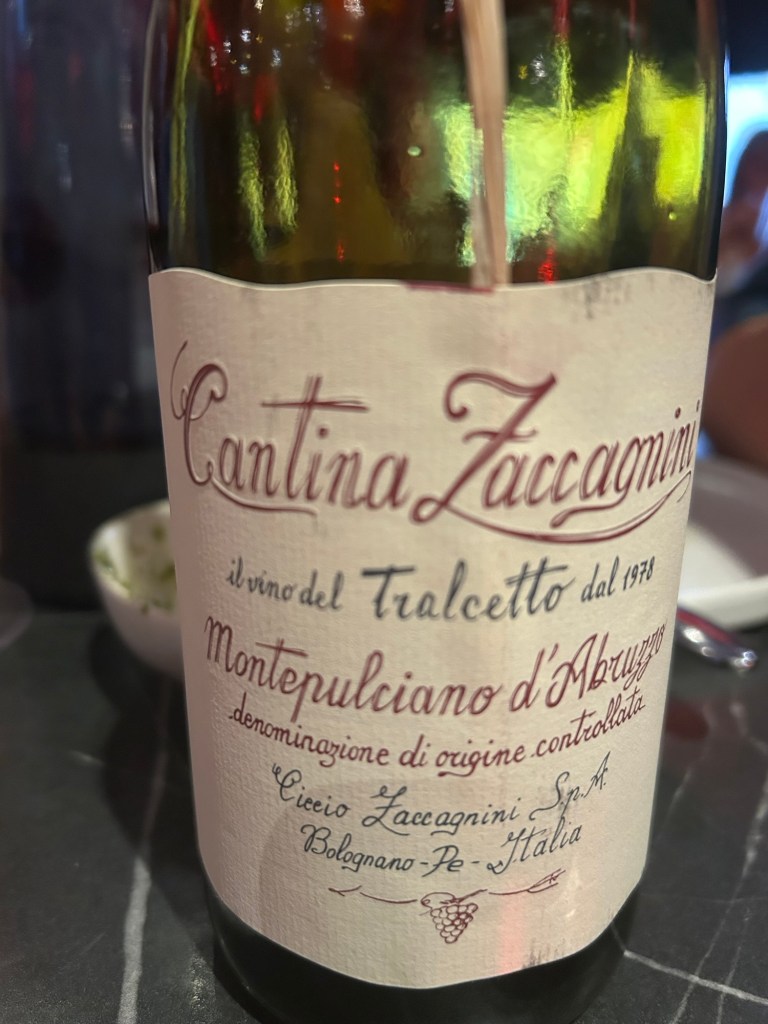 Cantina Zaccagnini
il vino del Tralcetto dal 1978
Montepulciano d'Abruzzo
denominazione di origine controllata
Ciccio Zaccagnini S.p.A.
Bolognano - Pe - Italia